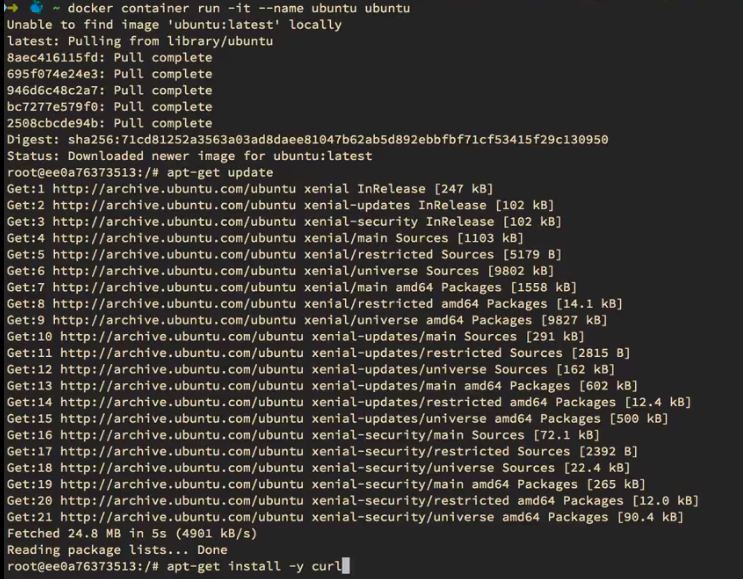 ~ docker container run -it --name ubuntu ubuntu
Unable to find image 'ubuntu:latest' locally
latest: Pulling from library/ubuntu
8aec416115fd: Pull complete
695f074e24e3: Pull complete
946d6c48c2a7: Pull complete
bc7277e579f0: Pull complete
2508cbcde94b: Pull complete
Digest: sha256:71cd81252a3563a03ad8daee81047b62ab5d892ebbfbf71cf53415f29c130950
Status: Downloaded newer image for ubuntu:latest
root@ee0a76373513:/# apt-get update
Get:1 http://archive.ubuntu.com/ubuntu xenial InRelease [247 kB]
Get:2 http://archive.ubuntu.com/ubuntu xenial-updates InRelease [102 kB]
Get:3 http://archive.ubuntu.com/ubuntu xenial-security InRelease [102 kB]
Get:4 http://archive.ubuntu.com/ubuntu xenial/main Sources [1103 kB]
Get:5 http://archive.ubuntu.com/ubuntu xenial/restricted Sources [5179 B]
Get:6 http://archive.ubuntu.com/ubuntu xenial/universe Sources [9802 kB]
Get:7 http://archive.ubuntu.com/ubuntu xenial/main amd64 Packages [1558 kB]
Get:8 http://archive.ubuntu.com/ubuntu xenial/restricted amd64 Packages [14.1 kB]
Get:9 http://archive.ubuntu.com/ubuntu xenial/universe amd64 Packages [9827 kB]
Get:10 http://archive.ubuntu.com/ubuntu xenial-updates/main Sources [291 kB]
Get:11 http://archive.ubuntu.com/ubuntu xenial-updates/restricted Sources [2815 B]
Get:12 http://archive.ubuntu.com/ubuntu xenial-updates/universe Sources [162 kB]
Get:13 http://archive.ubuntu.com/ubuntu xenial-updates/main amd64 Packages [602 kB]
Get:14 http://archive.ubuntu.com/ubuntu xenial-updates/restricted amd64 Packages [12.4 kB]
Get:15 http://archive.ubuntu.com/ubuntu xenial-updates/universe amd64 Packages [500 kB]
Get:16 http://archive.ubuntu.com/ubuntu xenial-security/main Sources [72.1 kB]
Get:17 http://archive.ubuntu.com/ubuntu xenial-security/restricted Sources [2392 B]
Get:18 http://archive.ubuntu.com/ubuntu xenial-security/universe Sources [22.4 kB]
Get:19 http://archive.ubuntu.com/ubuntu xenial-security/main amd64 Packages [265 kB]
Get:20 http://archive.ubuntu.com/ubuntu xenial-security/restricted amd64 Packages [12.0 kB]
Get:21 http://archive.ubuntu.com/ubuntu xenial-security/universe amd64 Packages [90.4 kB]
Fetched 24.8 MB in 5s (4901 kB/s)
Reading package lists... Done
root@ee0a76373513:/# apt-get install -y curl